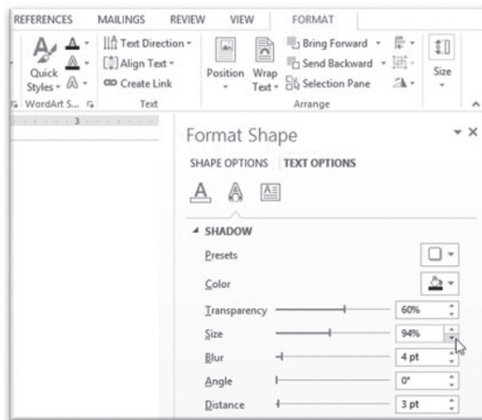 REFERENCES MAILINGS REVIEW VIEW FORMAT
Text Direction
Align Text
Create Link
Quick Styles
WordArt S...
Text
Position
Wrap Text
Bring Forward
Send Backward
Selection Pane
Arrange
Size
3
Format Shape
SHAPE OPTIONS TEXT OPTIONS
SHADOW
Presets
Color
Transparency 60%
Size 94%
Blur 4 pt
Angle 0°
Distance 3 pt